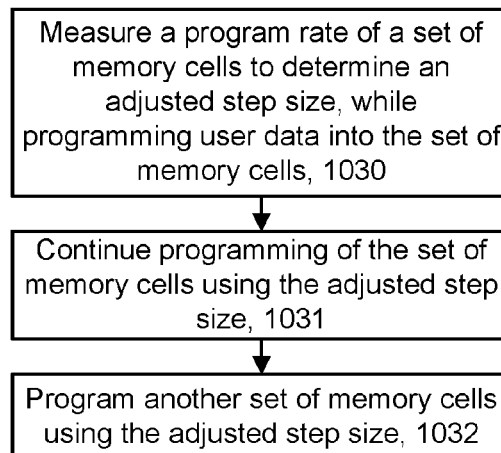 Measure a program rate of a set of
memory cells to determine an
adjusted step size, while
programming user data into the set of
memory cells, 1030
Continue programming of the set of
memory cells using the adjusted step
size, 1031
Program another set of memory cells
using the adjusted step size, 1032